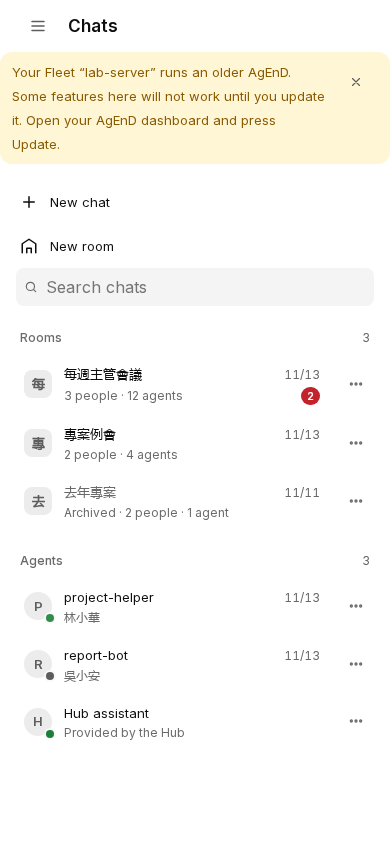 Chats
Your Fleet “lab-server” runs an older AgEnD.
Some features here will not work until you update
it. Open your AgEnD dashboard and press
Update.
New chat
New room
Search chats
Rooms 3
每 每週主管會議 11/13
3 people · 12 agents 2
專 專案例會 11/13
2 people · 4 agents
去 去年專案 11/11
Archived · 2 people · 1 agent
Agents 3
P project-helper 11/13
林小華
R report-bot 11/13
吳小安
H Hub assistant
Provided by the Hub